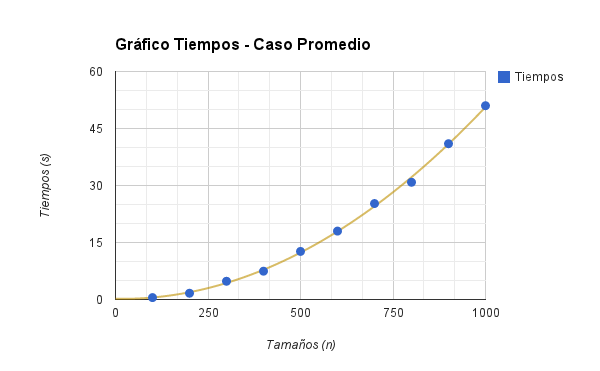 Gráfico Tiempos - Caso Promedio
60
Tiempos
45
30
15
0
Tiempos (s)
0 250 500 750 1000
Tamaños (n)